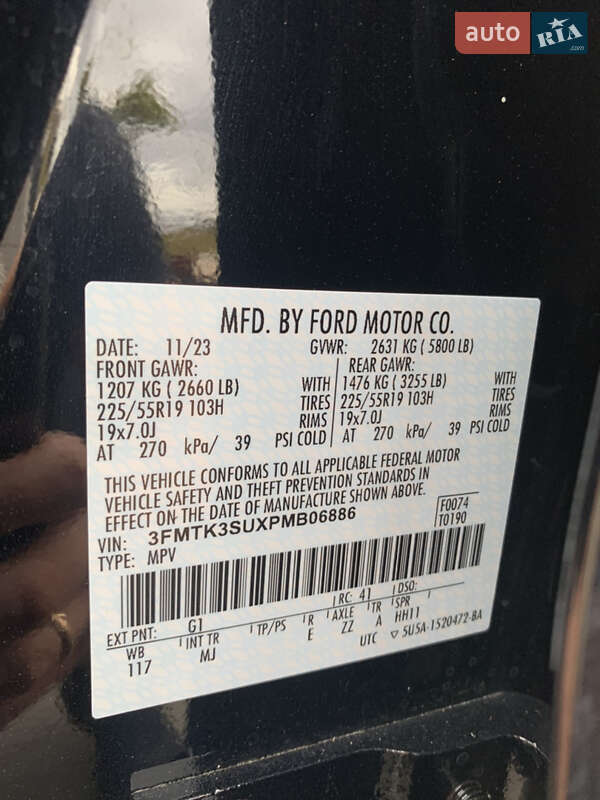 auto RIA.com
MFD. BY FORD MOTOR CO.
DATE: 11/23 GVWR: 2631 KG ( 5800 LB)
FRONT GAWR: REAR GAWR:
1207 KG ( 2660 LB) WITH 1476 KG ( 3255 LB) WITH
225/55R19 103H TIRES 225/55R19 103H TIRES
19x7.0J RIMS 19x7.0J RIMS
AT 270 kPa/ 39 PSI COLD AT 270 kPa/ 39 PSI COLD
THIS VEHICLE CONFORMS TO ALL APPLICABLE FEDERAL MOTOR
VEHICLE SAFETY AND THEFT PREVENTION STANDARDS IN
EFFECT ON THE DATE OF MANUFACTURE SHOWN ABOVE.
VIN: 3FMTK3SUXPMB06886 F0074
TYPE: MPV T0190
EXT PNT: G1 RC: 41 DSO:
WB INT TR TP/PS R AXLE TR SPR
117 MJ E ZZ A HH11
UTC ▽ 5U5A-1520472-BA